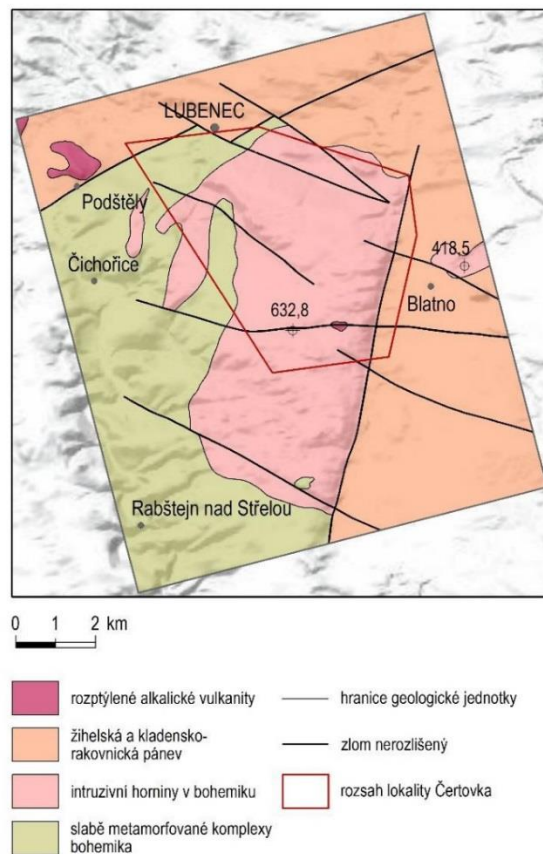 LUBENEC
Podštěly
Čichořice
418,5
Blatno
632,8
Rabštejn nad Střelou
0 1 2 km
rozptýlené alkalické vulkanity
žihelská a kladensko-
rakovnická pánev
intruzivní horniny v bohemiku
slabě metamorfované komplexy
bohemika
hranice geologické jednotky
zlom nerozlišený
rozsah lokality Čertovka